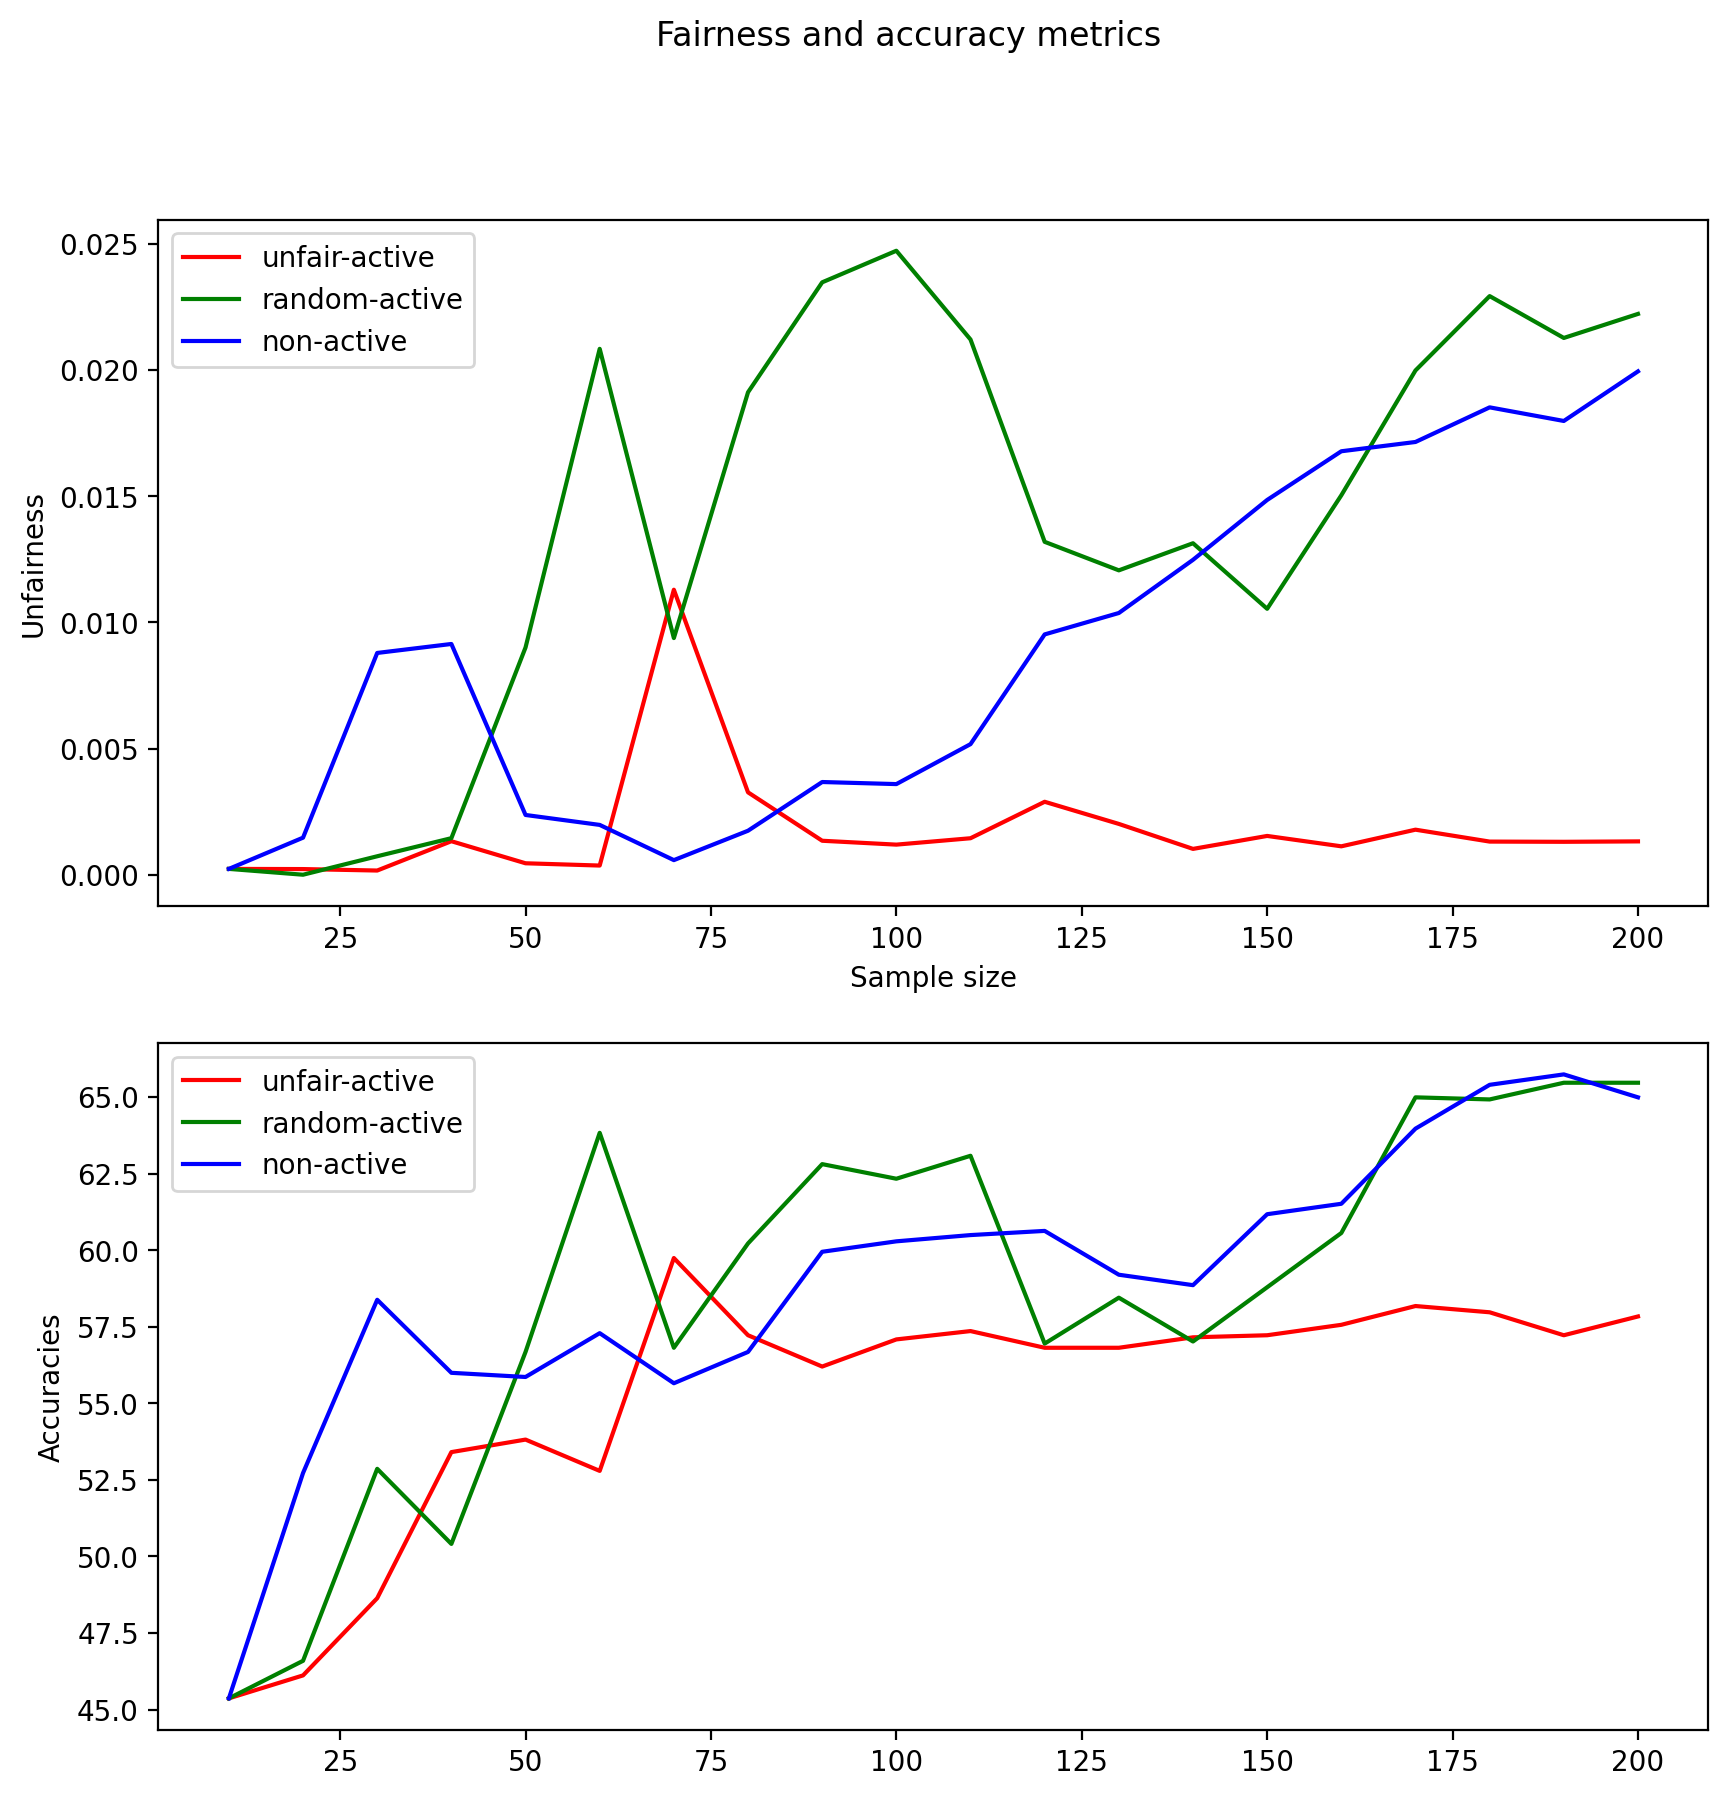 Fairness and accuracy metrics
unfair-active
random-active
non-active
0.025
0.020
0.015
0.010
0.005
0.000
Unfairness
25 50 75 100 125 150 175 200
Sample size
unfair-active
random-active
non-active
65.0
62.5
60.0
57.5
55.0
52.5
50.0
47.5
45.0
Accuracies
25 50 75 100 125 150 175 200